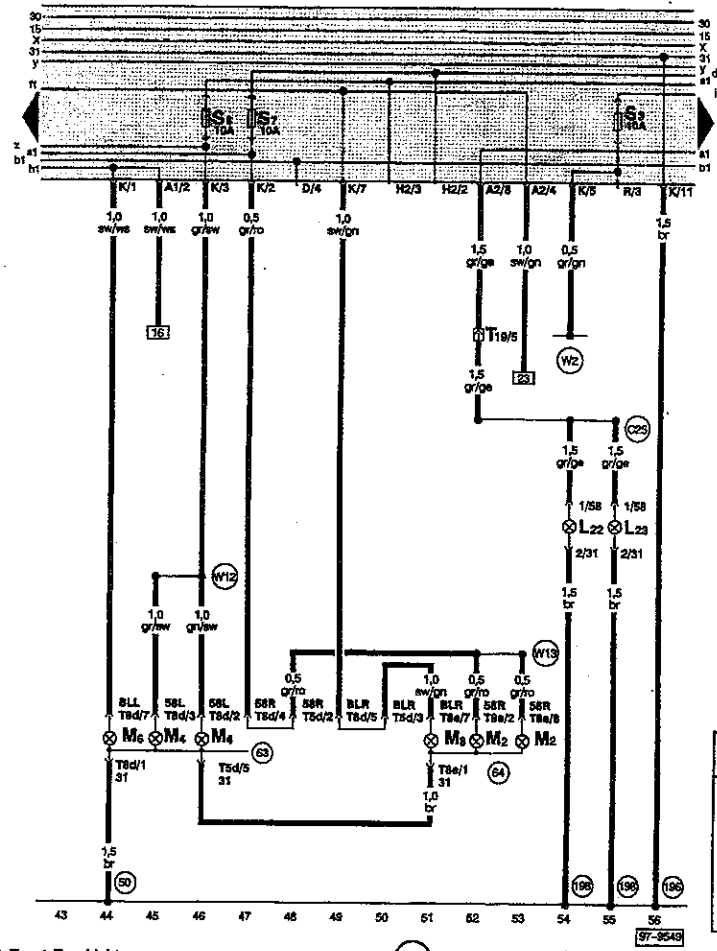 30 30
15 15
X X
31 31
y y d
a1
ft i
S8 10A
S7 10A
S9 10A
z
a1 a1
b1 b1
h1
K/1 A1/2 K/3 K/2 D/4 K/7 H2/3 H2/2 A2/8 A2/4 K/5 R/3 K/11
1,0 sw/ws
1,0 sw/ws
1,0 gr/sw
0,5 gr/ro
1,0 sw/gn
1,5 gr/ge
1,0 sw/gn
0,5 gr/gn
1,5 br
16
T19/5
W2
23
1,5 gr/ge
C25
1,5 gr/ge
1,5 gr/ge
1/58 1/58
L22 L23
2/31 2/31
W12
1,0 gr/sw
1,0 gn/sw
1,5 br
1,5 br
W13
0,5 gr/ro
1,0 sw/gn
0,5 gr/ro
0,5 gr/ro
BLL 58L 58L 58R 58R BLR BLR BLR 58R 58R
T8d/7 T8d/3 T8d/2 T8d/4 T5d/2 T8d/5 T5d/3 T8e/7 T8e/2 T8e/8
M6 M4 M4 M8 M2 M2
63
64
T8d/1 31
T5d/5 31
T8e/1 31
1,0 br
1,5 br
50 198 198 196
43 44 45 46 47 48 49 50 51 52 53 54 55 56
97-9549